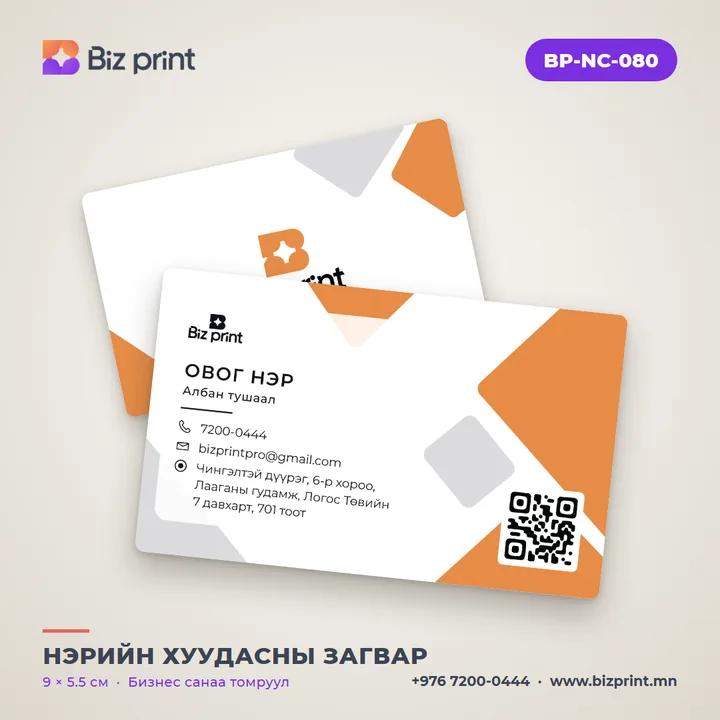 Biz print
BP-NC-080
rint
Biz print
ОВОГ НЭР
Албан тушаал
7200-0444
bizprintpro@gmail.com
Чингэлтэй дүүрэг, 6-р хороо,
Лааганы гудамж, Логос Төвийн
7 давхарт, 701 тоот
НЭРИЙН ХУУДАСНЫ ЗАГВАР
9 × 5.5 см · Бизнес санаа томруул
+976 7200-0444 · www.bizprint.mn